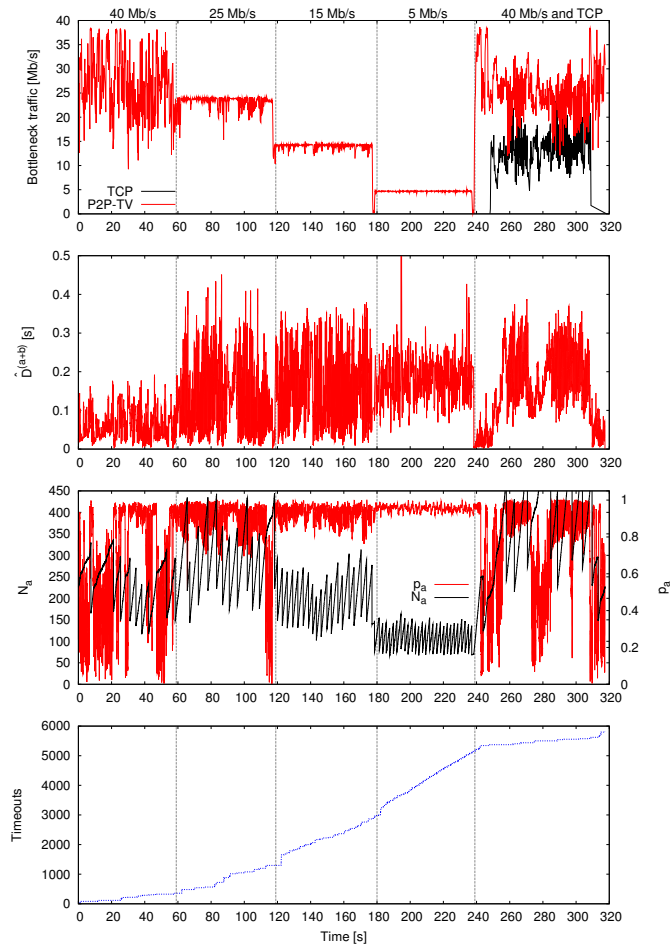 40 Mb/s 25 Mb/s 15 Mb/s 5 Mb/s 40 Mb/s and TCP
40
35
30
25
20
15
10
5
0
Bottleneck traffic [Mb/s]
TCP
P2P-TV
0 20 40 60 80 100 120 140 160 180 200 220 240 260 280 300 320
0.5
0.4
0.3
0.2
0.1
0
D̂(a+b) [s]
0 20 40 60 80 100 120 140 160 180 200 220 240 260 280 300 320
450
400
350
300
250
200
150
100
50
0
Na
1
0.8
0.6
0.4
0.2
0
pa
pa
Na
0 20 40 60 80 100 120 140 160 180 200 220 240 260 280 300 320
6000
5000
4000
3000
2000
1000
0
Timeouts
0 20 40 60 80 100 120 140 160 180 200 220 240 260 280 300 320
Time [s]